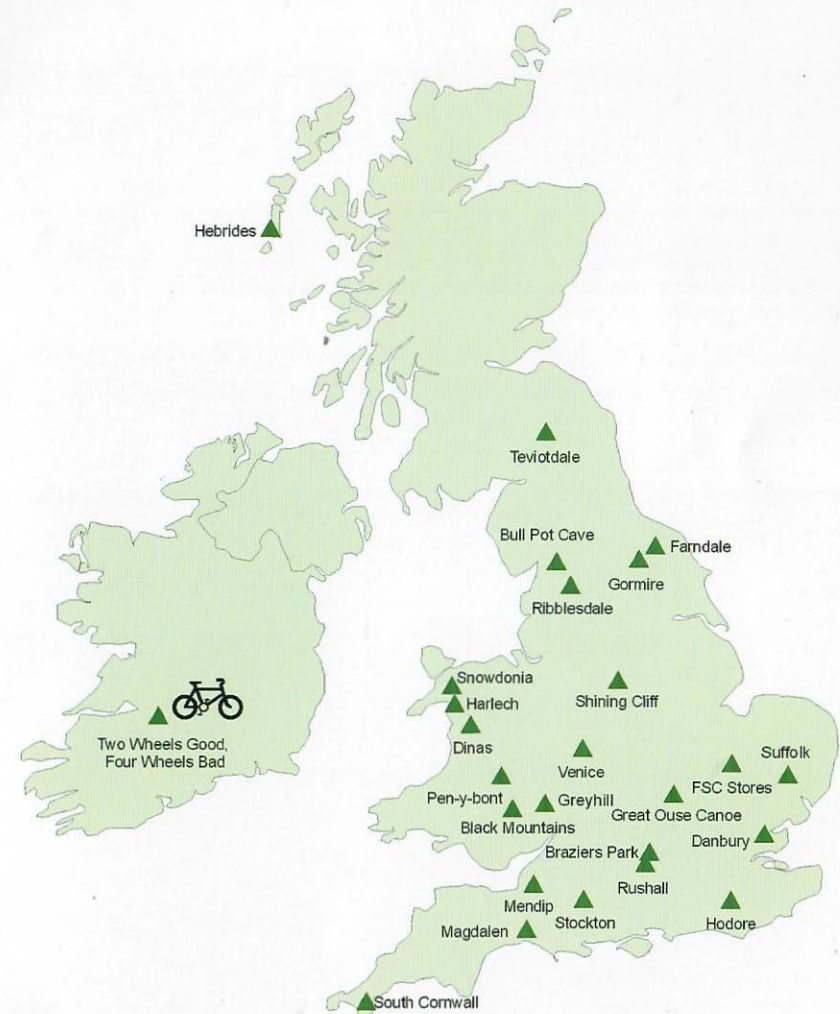 Hebrides
Teviotdale
Bull Pot Cave
Farndale
Gormire
Ribblesdale
Snowdonia
Harlech
Shining Cliff
Dinas
Two Wheels Good,
Four Wheels Bad
Venice
Suffolk
FSC Stores
Pen-y-bont
Greyhill
Great Ouse Canoe
Black Mountains
Danbury
Braziers Park
Rushall
Mendip
Stockton
Hodore
Magdalen
South Cornwall